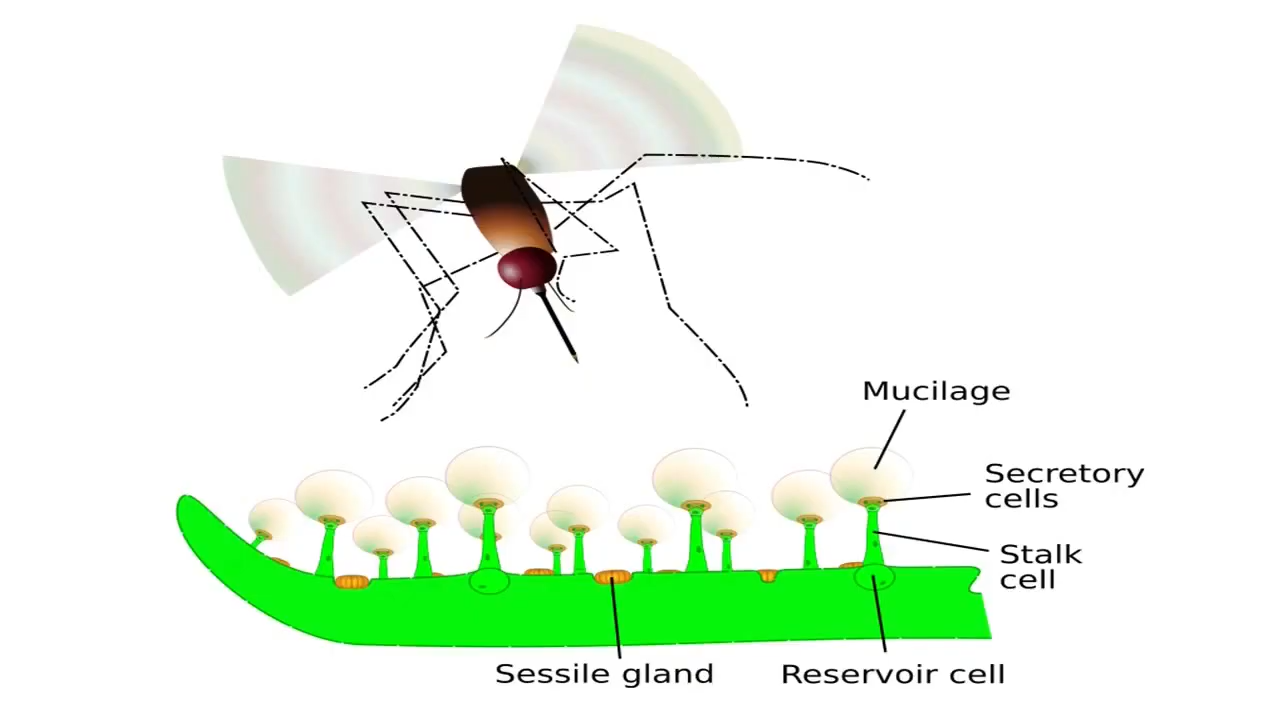 Mucilage
Secretory
cells
Stalk
cell
Sessile gland
Reservoir cell